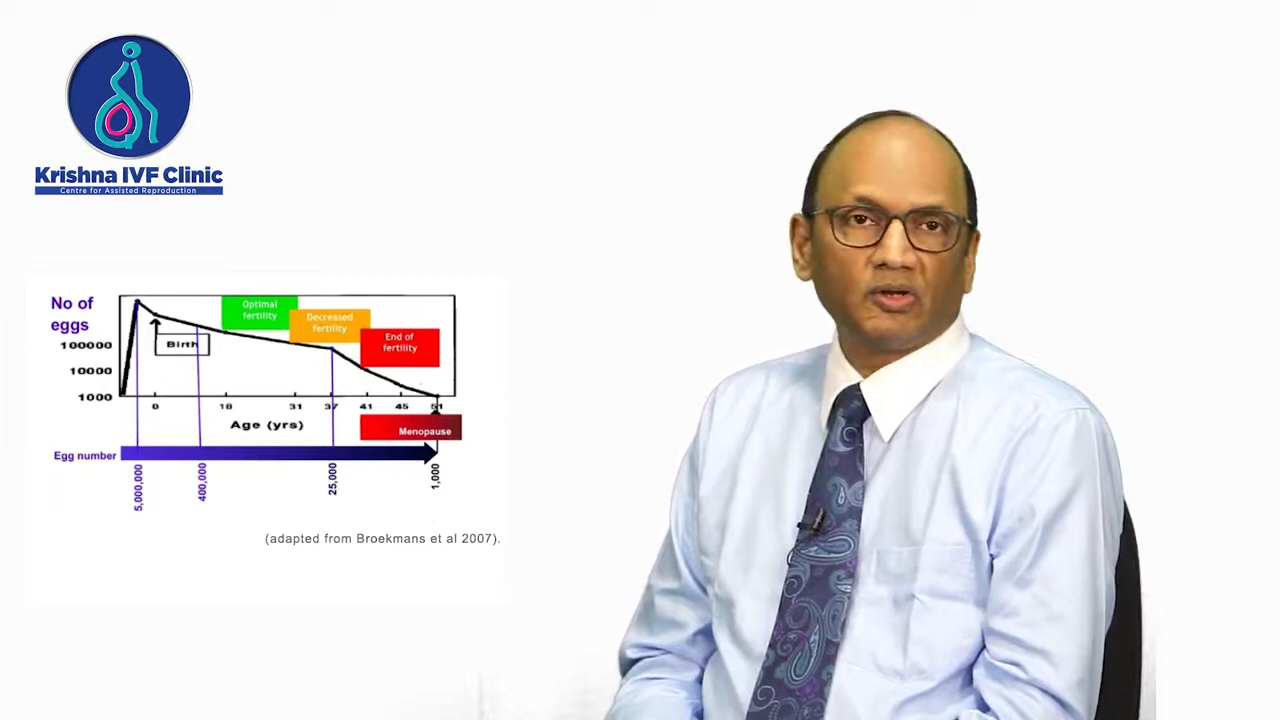 Krishna IVF Clinic
Centre for Assisted Reproduction
No of
eggs
100000
10000
1000
Optimal
fertility
Decreased
fertility
End of
fertility
Birth
0 18 31 37 41 45 51
Age (yrs)
Menopause
Egg number
5,000,000
400,000
25,000
1,000
(adapted from Broekmans et al 2007).